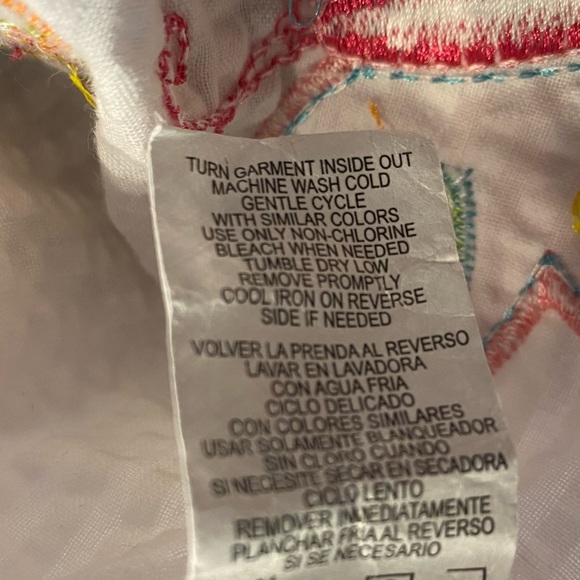 TURN GARMENT INSIDE OUT
MACHINE WASH COLD
GENTLE CYCLE
WITH SIMILAR COLORS
USE ONLY NON-CHLORINE
BLEACH WHEN NEEDED
TUMBLE DRY LOW
REMOVE PROMPTLY
COOL IRON ON REVERSE
SIDE IF NEEDED
VOLVER LA PRENDA AL REVERSO
LAVAR EN LAVADORA
CON AGUA FRIA
CICLO DELICADO
CON COLORES SIMILARES
USAR SOLAMENTE BLANQUEADOR
SIN CLORO CUANDO
SI NECESITE SECAR EN SECADORA
CICLO LENTO
REMOVER INMEDIATAMENTE
PLANCHAR FRIA AL REVERSO
SI SE NECESARIO